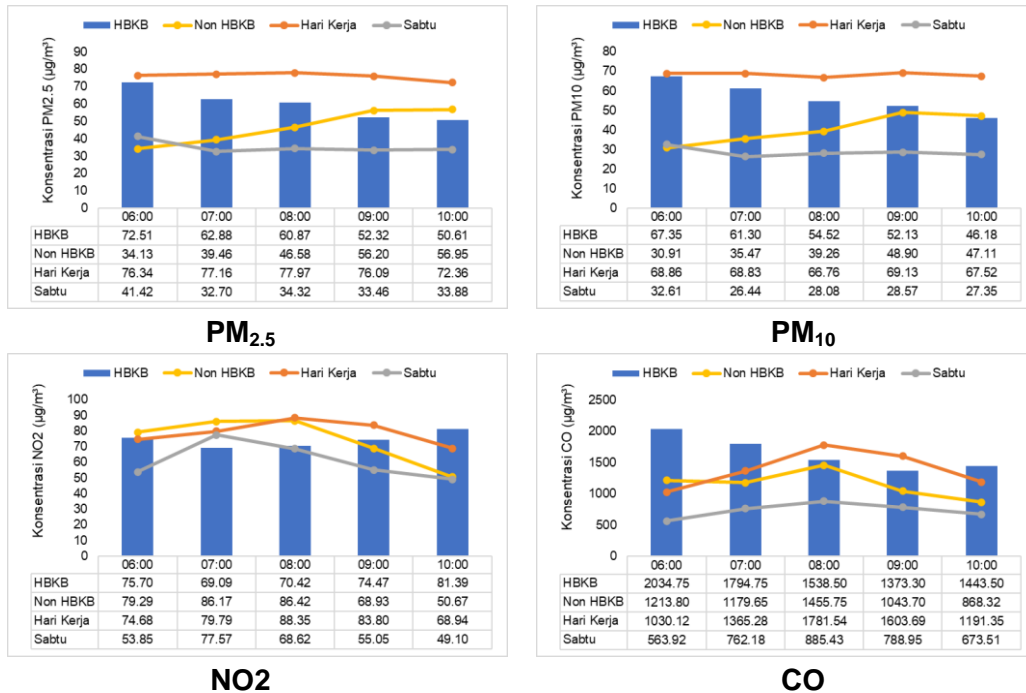 HBKB Non HBKB Hari Kerja Sabtu
Konsentrasi PM2.5 (µg/m³)
90
80
70
60
50
40
30
20
10
0
06:00 07:00 08:00 09:00 10:00
HBKB 72.51 62.88 60.87 52.32 50.61
Non HBKB 34.13 39.46 46.58 56.20 56.95
Hari Kerja 76.34 77.16 77.97 76.09 72.36
Sabtu 41.42 32.70 34.32 33.46 33.88
PM2.5
HBKB Non HBKB Hari Kerja Sabtu
Konsentrasi PM10 (µg/m³)
80
70
60
50
40
30
20
10
0
06:00 07:00 08:00 09:00 10:00
HBKB 67.35 61.30 54.52 52.13 46.18
Non HBKB 30.91 35.47 39.26 48.90 47.11
Hari Kerja 68.86 68.83 66.76 69.13 67.52
Sabtu 32.61 26.44 28.08 28.57 27.35
PM10
HBKB Non HBKB Hari Kerja Sabtu
Konsentrasi NO2 (µg/m³)
100
90
80
70
60
50
40
30
20
10
0
06:00 07:00 08:00 09:00 10:00
HBKB 75.70 69.09 70.42 74.47 81.39
Non HBKB 79.29 86.17 86.42 68.93 50.67
Hari Kerja 74.68 79.79 88.35 83.80 68.94
Sabtu 53.85 77.57 68.62 55.05 49.10
NO2
HBKB Non HBKB Hari Kerja Sabtu
Konsentrasi CO (µg/m³)
2500
2000
1500
1000
500
0
06:00 07:00 08:00 09:00 10:00
HBKB 2034.75 1794.75 1538.50 1373.30 1443.50
Non HBKB 1213.80 1179.65 1455.75 1043.70 868.32
Hari Kerja 1030.12 1365.28 1781.54 1603.69 1191.35
Sabtu 563.92 762.18 885.43 788.95 673.51
CO